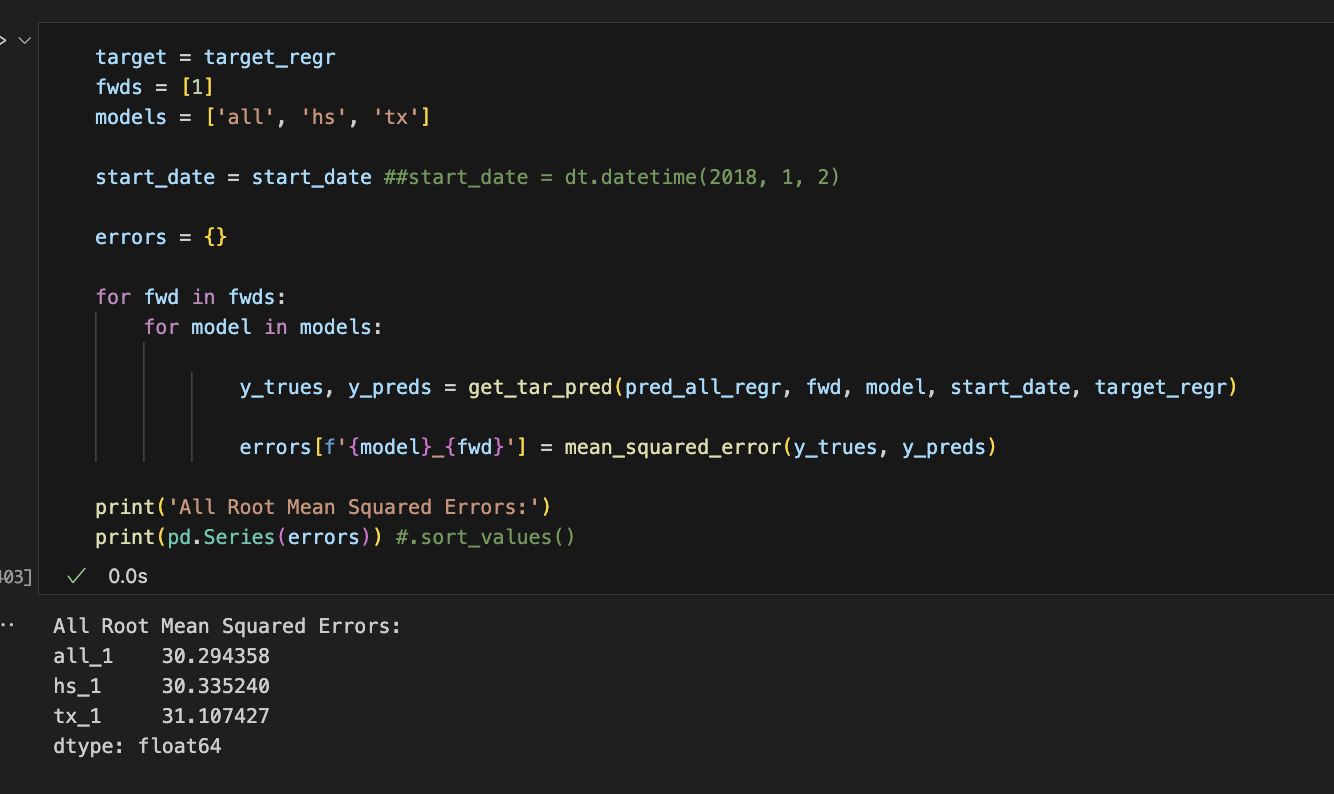 target = target_regr
fwds = [1]
models = ['all', 'hs', 'tx']
start_date = start_date ##start_date = dt.datetime(2018, 1, 2)
errors = {}
for fwd in fwds:
for model in models:
y_trues, y_preds = get_tar_pred(pred_all_regr, fwd, model, start_date, target_regr)
errors[f'{model}_{fwd}'] = mean_squared_error(y_trues, y_preds)
print('All Root Mean Squared Errors:')
print(pd.Series(errors)) #.sort_values()
03] 0.0s
All Root Mean Squared Errors:
all_1 30.294358
hs_1 30.335240
tx_1 31.107427
dtype: float64